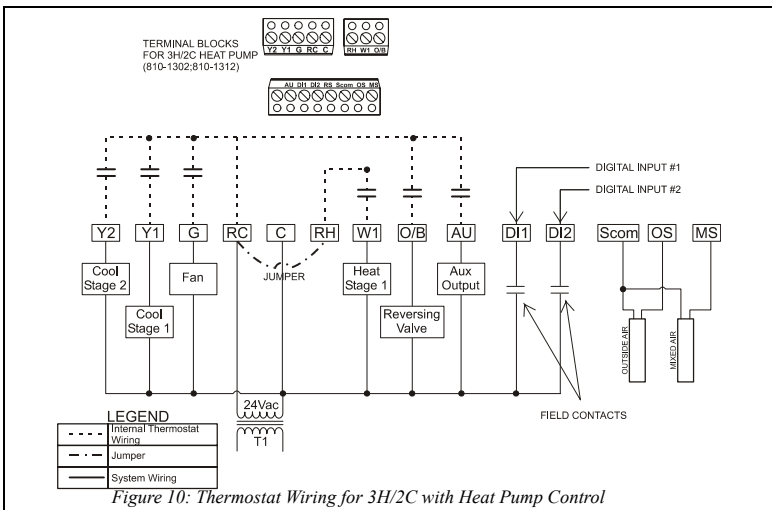 TERMINAL BLOCKS
FOR 3H/2C HEAT PUMP
(810-1302;810-1312)
Y2 Y1 G RC C
RH W1 O/B
AU DI1 DI2 RS Scom OS MS
DIGITAL INPUT #1
DIGITAL INPUT #2
Y2 Y1 G RC C RH W1 O/B AU DI1 DI2 Scom OS MS
JUMPER
Cool
Stage 2
Cool
Stage 1
Fan
Heat
Stage 1
Reversing
Valve
Aux
Output
OUTSIDE AIR
MIXED AIR
FIELD CONTACTS
24Vac
T1
LEGEND
Internal Thermostat
Wiring
Jumper
System Wiring
Figure 10: Thermostat Wiring for 3H/2C with Heat Pump Control